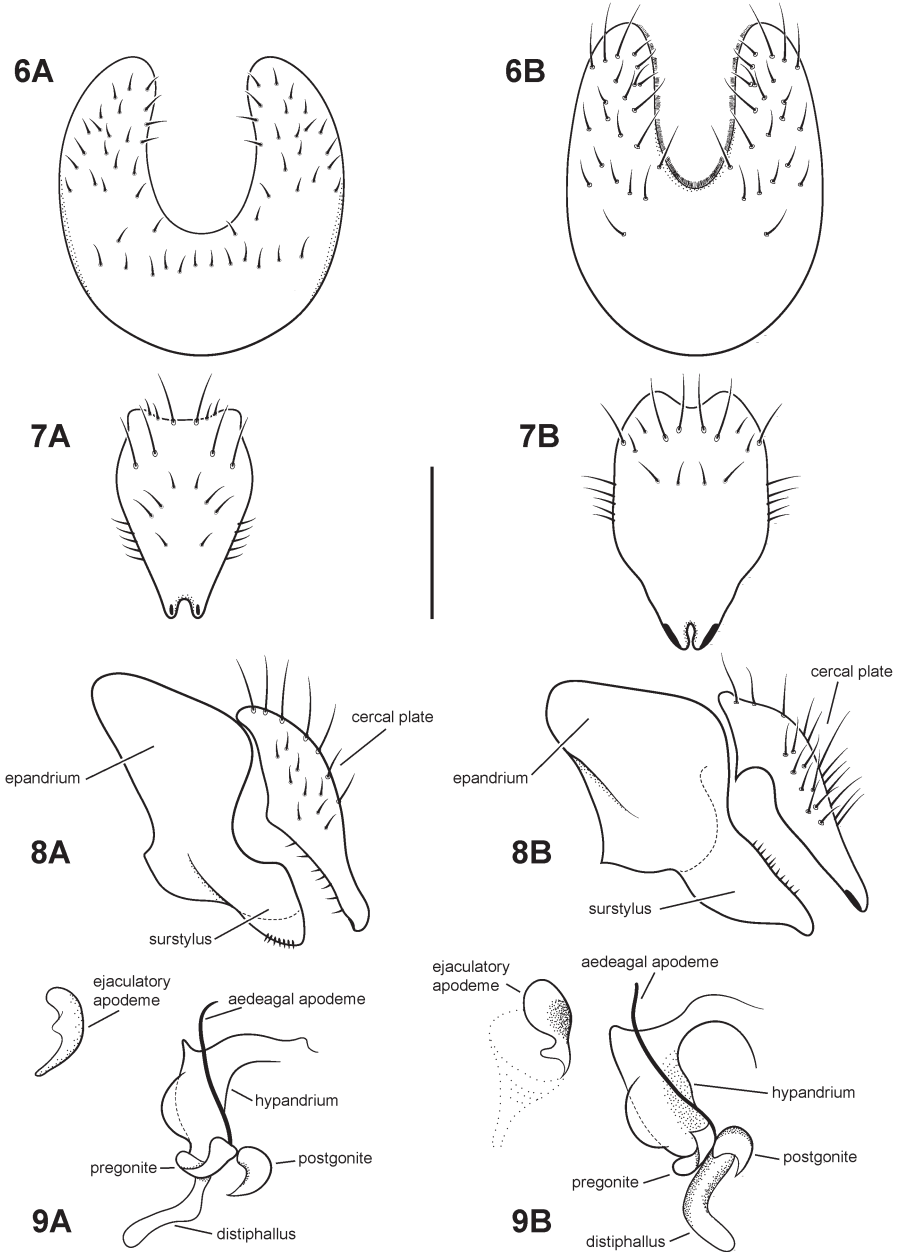 6A
6B
7A
7B
cercal plate
cercal plate
epandrium
epandrium
8A
8B
surstylus
surstylus
ejaculatory
apodeme
aedeagal apodeme
ejaculatory
apodeme
aedeagal apodeme
hypandrium
hypandrium
pregonite
postgonite
pregonite
postgonite
9A
distiphallus
9B
distiphallus